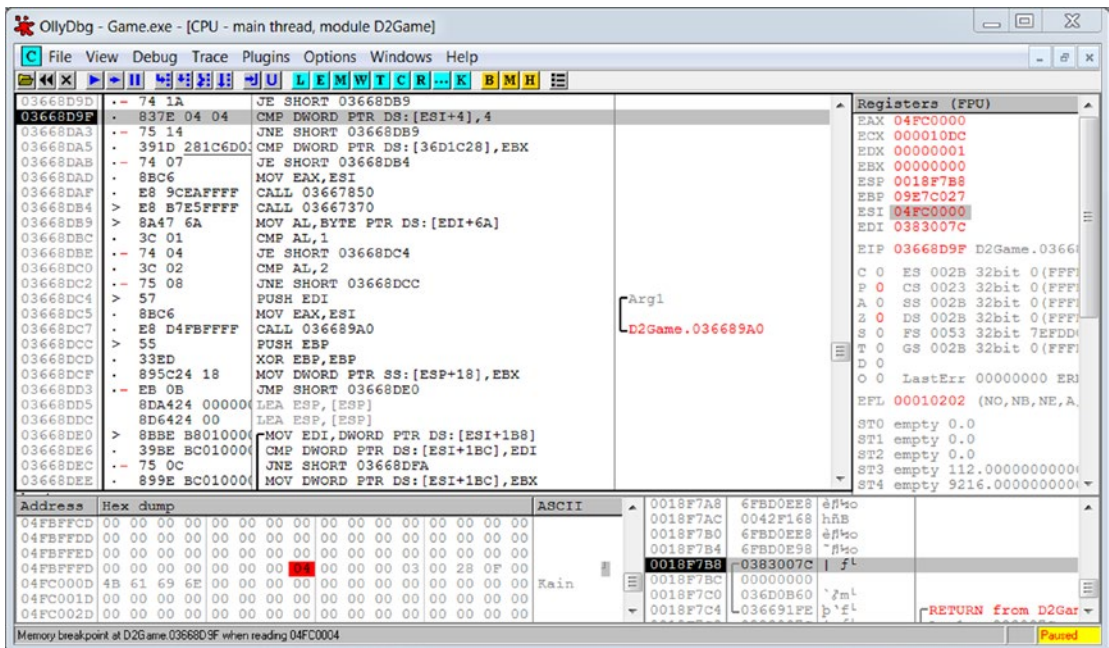 OllyDbg - Game.exe - [CPU - main thread, module D2Game]
C File View Debug Trace Plugins Options Windows Help
L E M W T C R ... K B M H
03668D9D .- 74 1A JE SHORT 03668DB9
03668D9F . 837E 04 04 CMP DWORD PTR DS:[ESI+4],4
03668DA3 .- 75 14 JNE SHORT 03668DB9
03668DA5 . 391D 281C6D03 CMP DWORD PTR DS:[36D1C28],EBX
03668DAB .- 74 07 JE SHORT 03668DB4
03668DAD . 8BC6 MOV EAX,ESI
03668DAF . E8 9CEAFFFF CALL 03667850
03668DB4 > E8 B7E5FFFF CALL 03667370
03668DB9 > 8A47 6A MOV AL,BYTE PTR DS:[EDI+6A]
03668DBC . 3C 01 CMP AL,1
03668DBE .- 74 04 JE SHORT 03668DC4
03668DC0 . 3C 02 CMP AL,2
03668DC2 .- 75 08 JNE SHORT 03668DCC
03668DC4 > 57 PUSH EDI Arg1
03668DC5 . 8BC6 MOV EAX,ESI
03668DC7 . E8 D4FBFFFF CALL 036689A0 D2Game.036689A0
03668DCC > 55 PUSH EBP
03668DCD . 33ED XOR EBP,EBP
03668DCF . 895C24 18 MOV DWORD PTR SS:[ESP+18],EBX
03668DD3 .- EB 0B JMP SHORT 03668DE0
03668DD5 8DA424 000000 LEA ESP,[ESP]
03668DDC 8D6424 00 LEA ESP,[ESP]
03668DE0 > 8BBE B8010000 MOV EDI,DWORD PTR DS:[ESI+1B8]
03668DE6 . 39BE BC010000 CMP DWORD PTR DS:[ESI+1BC],EDI
03668DEC .- 75 0C JNE SHORT 03668DFA
03668DEE . 899E BC010000 MOV DWORD PTR DS:[ESI+1BC],EBX
Registers (FPU)
EAX 04FC0000
ECX 000010DC
EDX 00000001
EBX 00000000
ESP 0018F7B8
EBP 09E7C027
ESI 04FC0000
EDI 0383007C
EIP 03668D9F D2Game.03668
C 0 ES 002B 32bit 0(FFF
P 0 CS 0023 32bit 0(FFF
A 0 SS 002B 32bit 0(FFF
Z 0 DS 002B 32bit 0(FFF
S 0 FS 0053 32bit 7EFDD
T 0 GS 002B 32bit 0(FFF
D 0
O 0 LastErr 00000000 ER
EFL 00010202 (NO,NB,NE,A,
ST0 empty 0.0
ST1 empty 0.0
ST2 empty 0.0
ST3 empty 112.0000000000
ST4 empty 9216.000000000
Address Hex dump ASCII
04FBFFCD 00 00 00 00 00 00 00 00 00 00 00 00 00 00 00 00
04FBFFDD 00 00 00 00 00 00 00 00 00 00 00 00 00 00 00 00
04FBFFED 00 00 00 00 00 00 00 00 00 00 00 00 00 00 00 00
04FBFFFD 00 00 00 00 00 00 00 04 00 00 00 03 00 28 0F 00
04FC000D 4B 61 69 6E 00 00 00 00 00 00 00 00 00 00 00 00 Kain
04FC001D 00 00 00 00 00 00 00 00 00 00 00 00 00 00 00 00
04FC002D 00 00 00 00 00 00 00 00 00 00 00 00 00 00 00 00
0018F7A8 6FBD0EE8
0018F7AC 0042F168 hñB
0018F7B0 6FBD0EE8
0018F7B4 6FBD0E98
0018F7B8 0383007C
0018F7BC 00000000
0018F7C0 036D0B60
0018F7C4 036691FE RETURN from D2Gar
Memory breakpoint at D2Game.03668D9F when reading 04FC0004
Paused